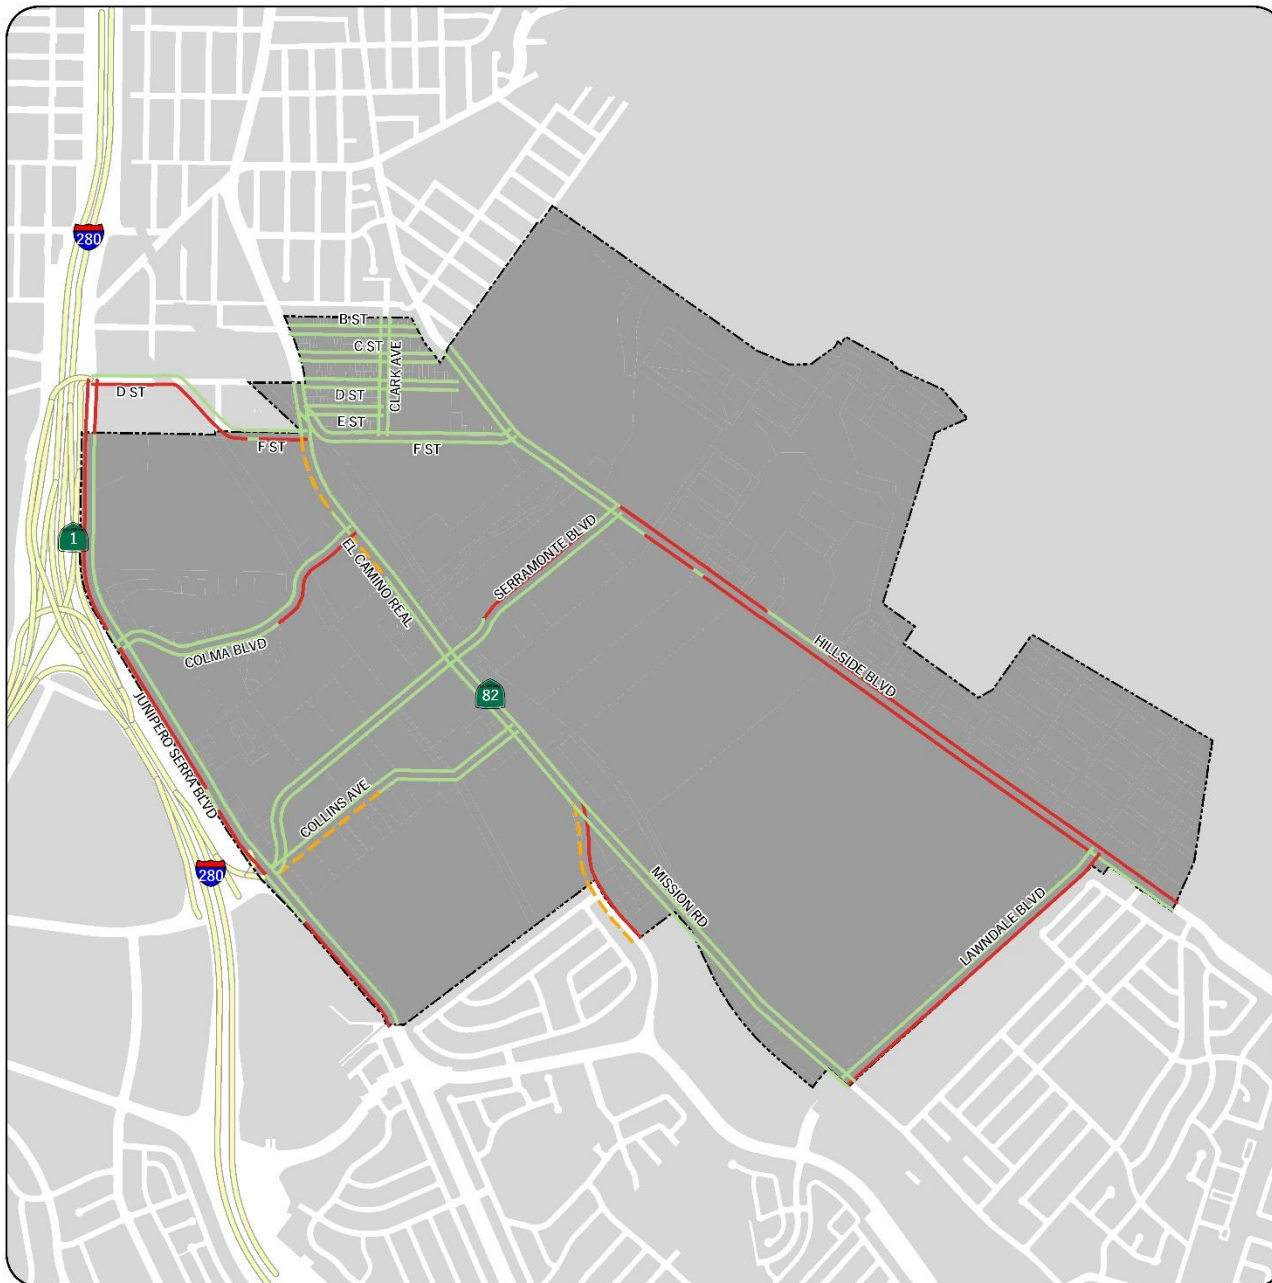 280
B ST
C ST
CLARK AVE
D ST
D ST
E ST
F ST
F ST
1
SERRAMONTE BLVD
EL CAMINO REAL
COLMA BLVD
HILLSIDE BLVD
82
JUNIPERO SERRA BLVD
COLLINS AVE
280
MISSION RD
LAWNDALE BLVD